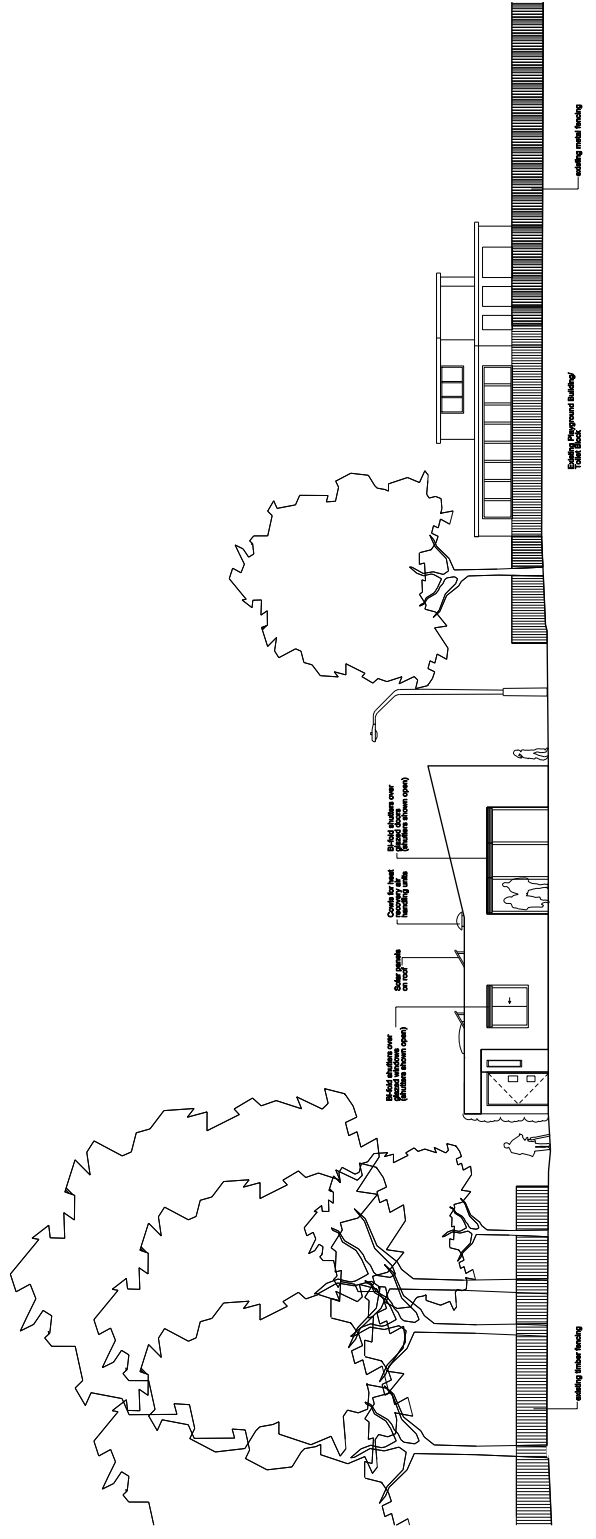 existing timber fencing
Bi-fold shutters over
glazed windows
(shutters shown open)
Solar panels
on roof
Cowls for heat
recovery air
handling units
Bi-fold shutters over
glazed doors
(shutters shown open)
Existing Playground Building/
Toilet Block
existing metal fencing